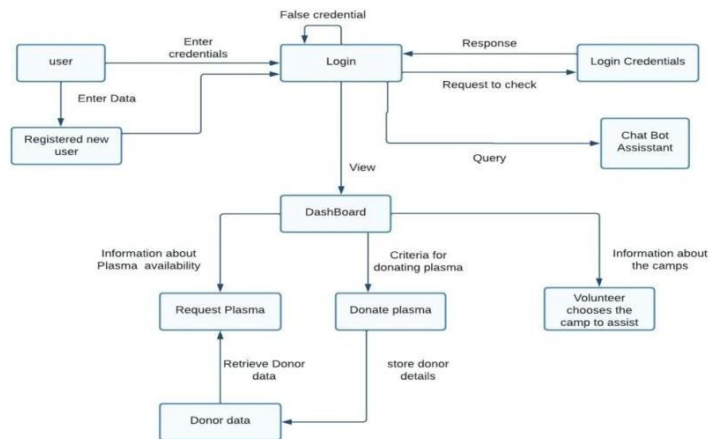 False credential
user
Enter
credentials
Login
Response
Login Credentials
Request to check
Enter Data
Registered new
user
Chat Bot
Assisstant
Query
View
DashBoard
Information about
Plasma availability
Criteria for
donating plasma
Information about
the camps
Request Plasma
Donate plasma
Volunteer
chooses the
camp to assist
Retrieve Donor
data
store donor
details
Donor data